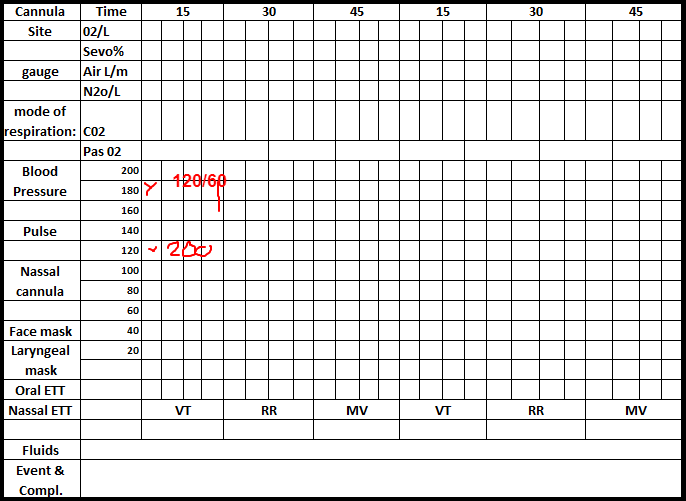 Cannula Time 15 30 45 15 30 45
Site 02/L
Sevo%
gauge Air L/m
N2o/L
mode of
respiration: C02
Pas 02
Blood 200
Pressure 180 120/60
160
Pulse 140
120 200
Nassal 100
cannula 80
60
Face mask 40
Laryngeal 20
mask
Oral ETT
Nassal ETT VT RR MV VT RR MV
Fluids
Event &
Compl.